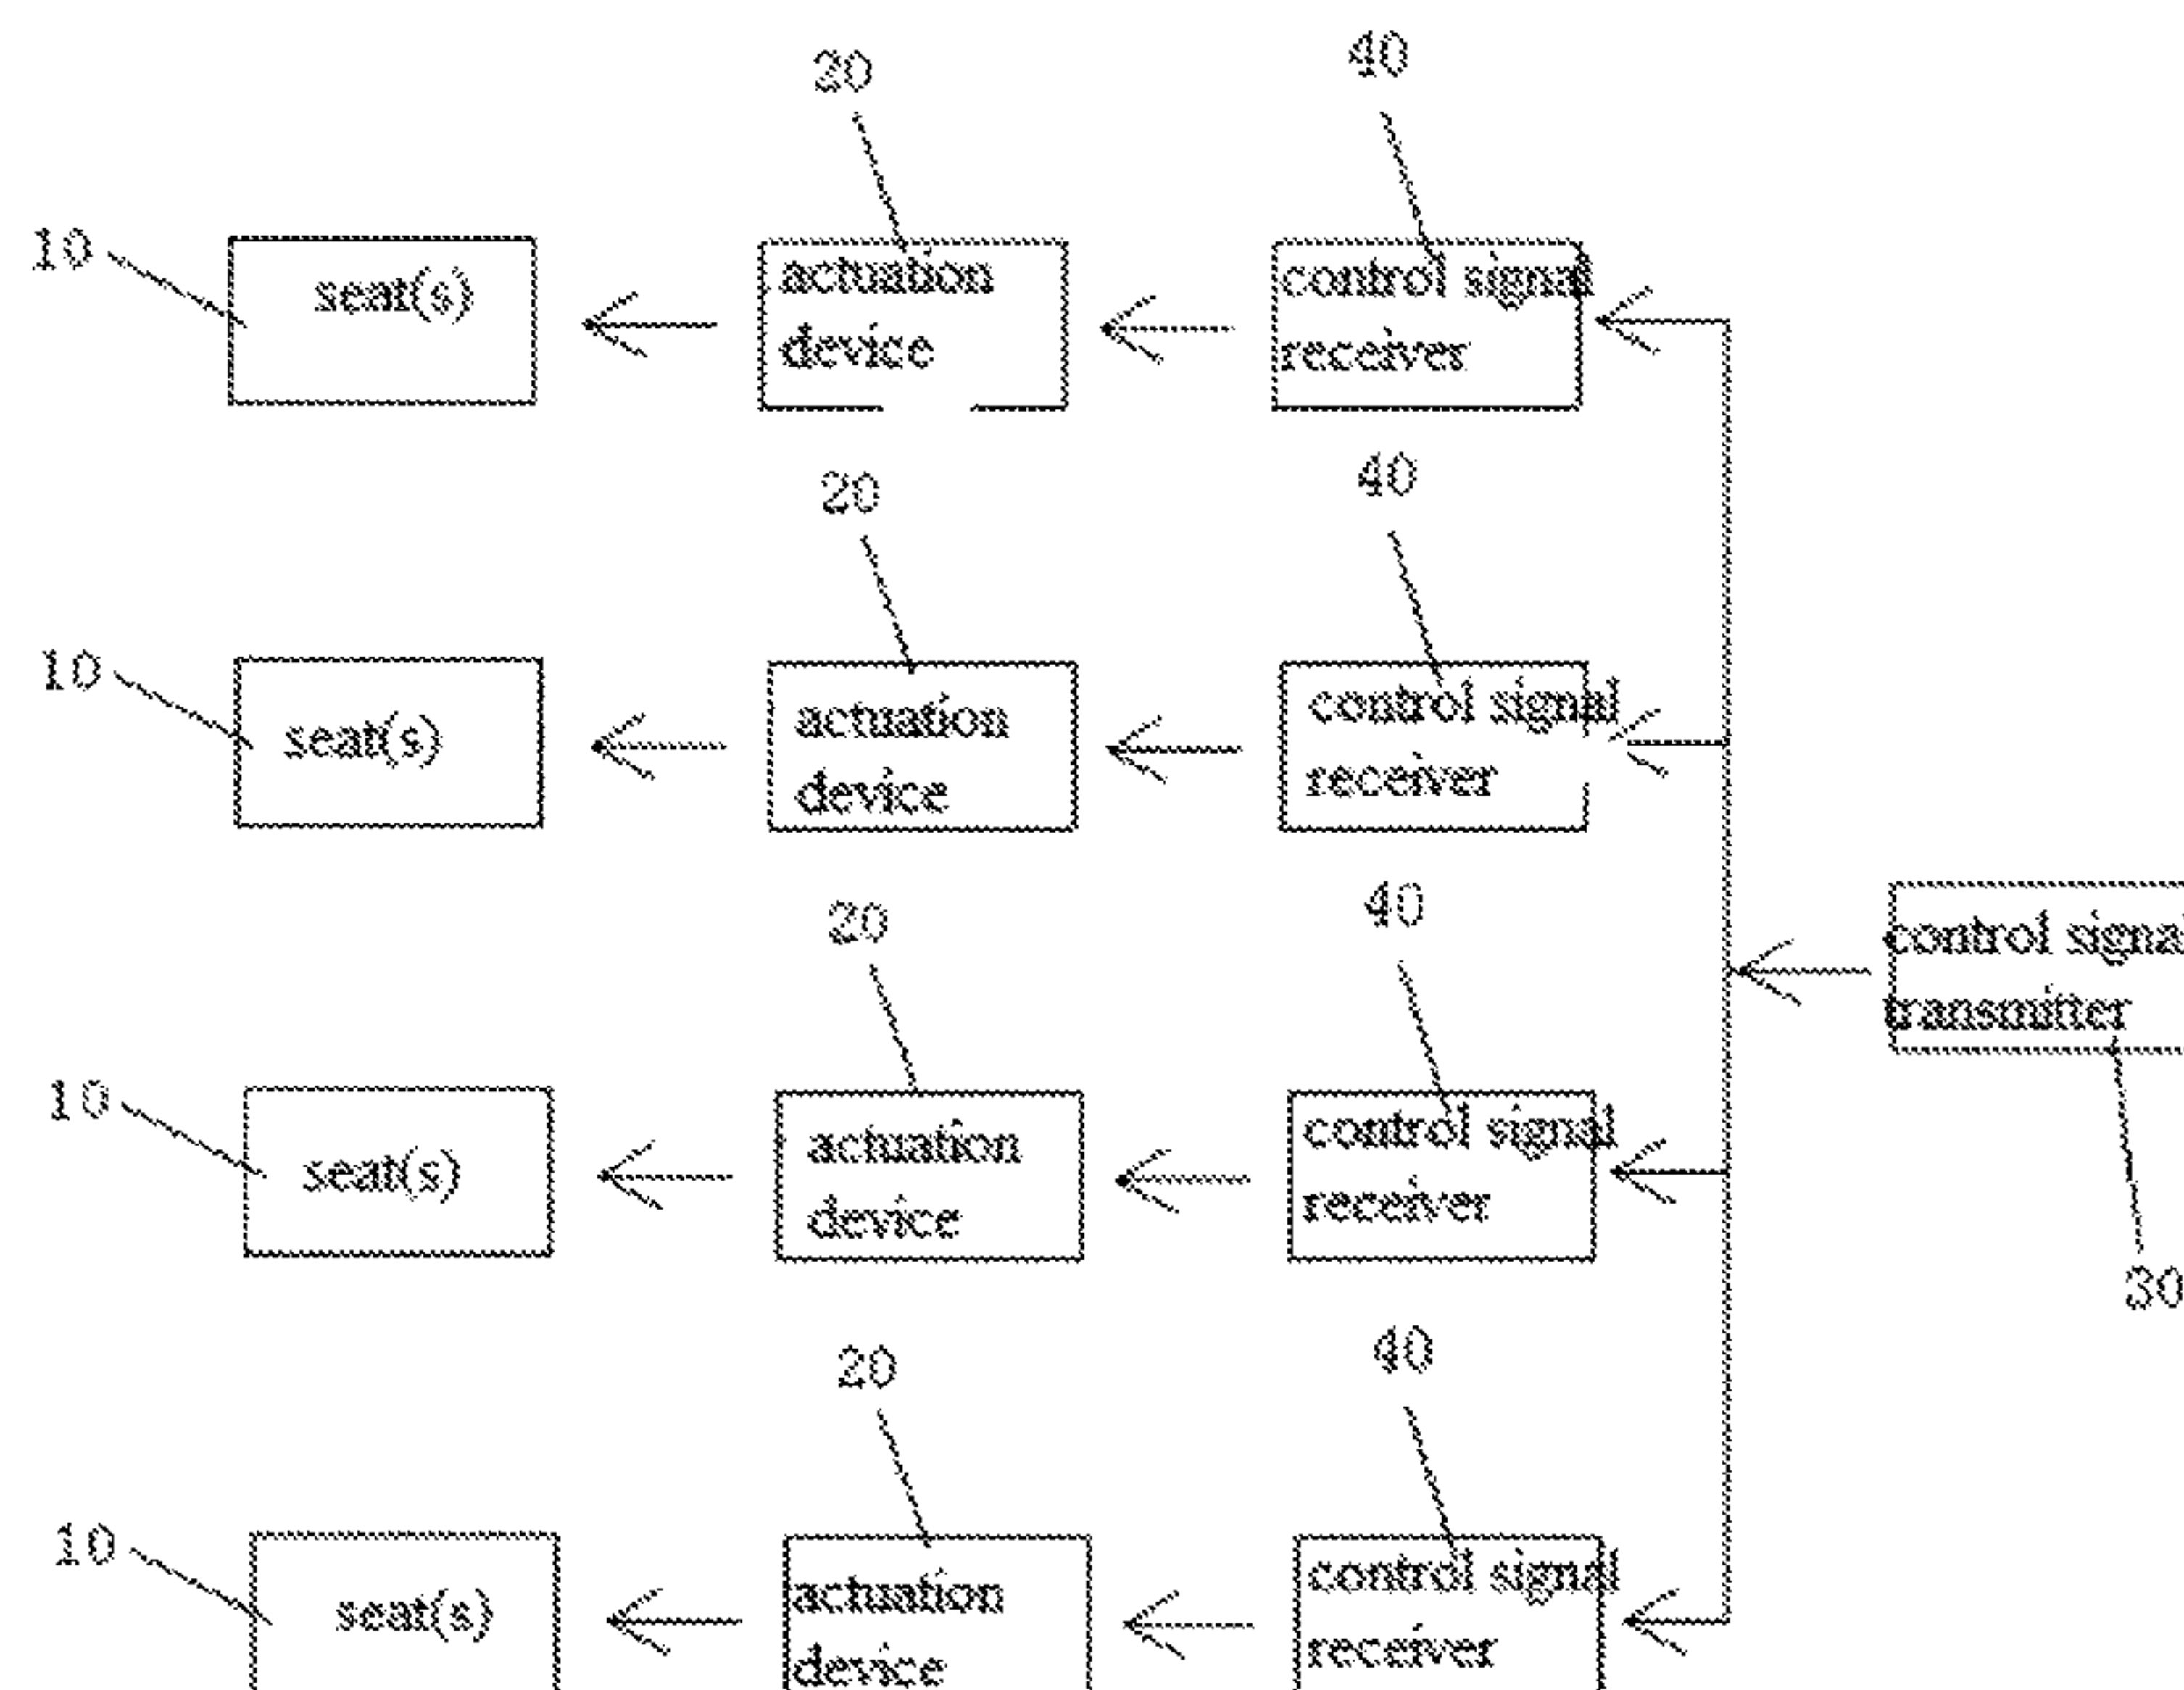 20 40
10 seat(s) actuation control signal
device receiver
20 40
10 seat(s) actuation control signal
device receiver
20 40
control signal
transmitter
10 seat(s) actuation control signal
device receiver
30
20 40
10 seat(s) actuation control signal
device receiver